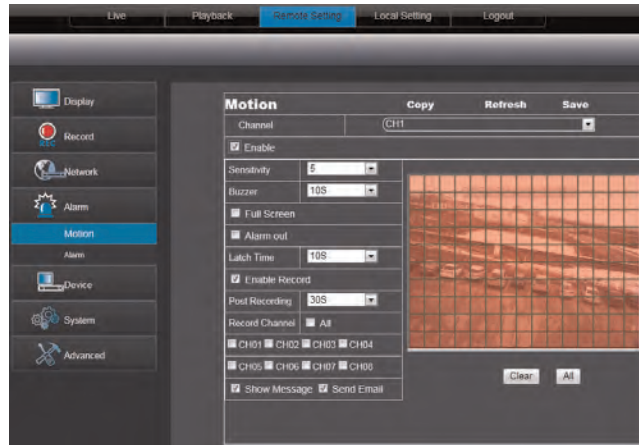 Live Playback Remote Setting Local Setting Logout
Display
Record
Network
Alarm
Motion
Alarm
Device
System
Advanced
Motion Copy Refresh Save
Channel CH1
Enable
Sensitivity 5
Buzzer 10S
Full Screen
Alarm out
Latch Time 10S
Enable Record
Post Recording 30S
Record Channel All
CH01 CH02 CH03 CH04
CH05 CH06 CH07 CH08
Show Message Send Email
Clear All